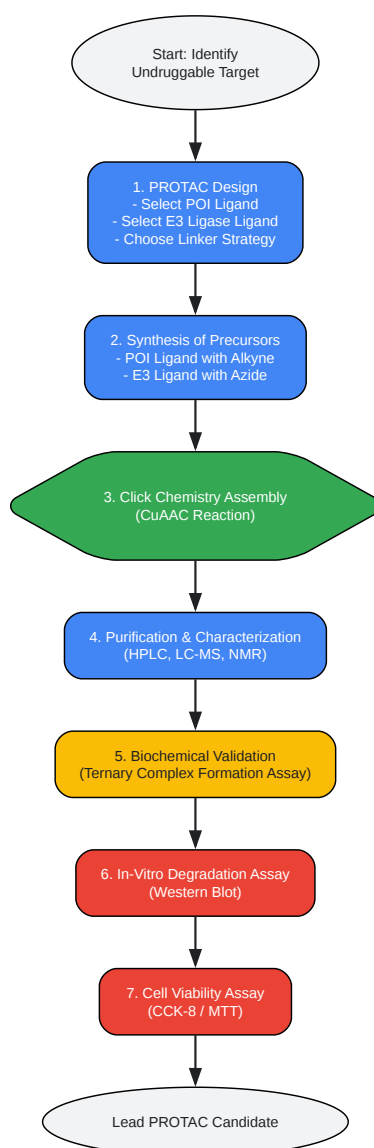 Start: Identify
Undruggable Target
1. PROTAC Design
- Select POI Ligand
- Select E3 Ligase Ligand
- Choose Linker Strategy
2. Synthesis of Precursors
- POI Ligand with Alkyne
- E3 Ligand with Azide
3. Click Chemistry Assembly
(CuAAC Reaction)
4. Purification & Characterization
(HPLC, LC-MS, NMR)
5. Biochemical Validation
(Ternary Complex Formation Assay)
6. In-Vitro Degradation Assay
(Western Blot)
7. Cell Viability Assay
(CCK-8 / MTT)
Lead PROTAC Candidate